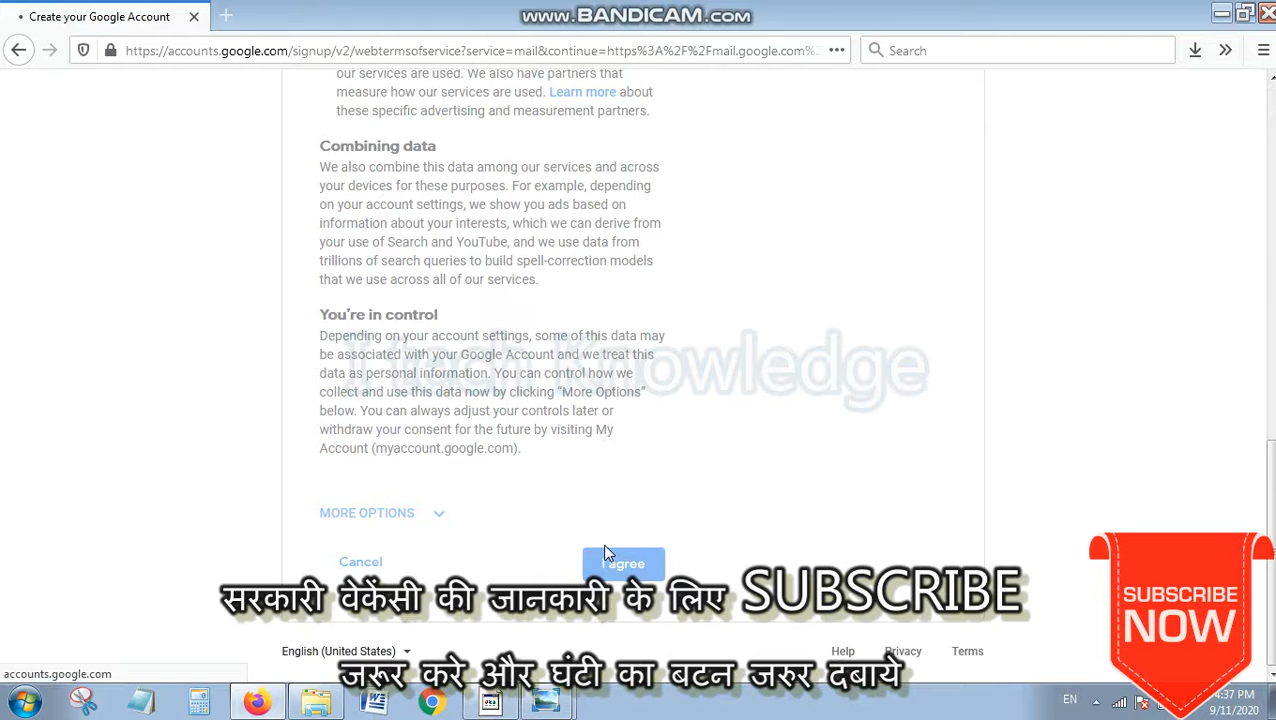 Create your Google Account
www.BANDICAM.com
https://accounts.google.com/signup/v2/webtermsofservice?service=mail&continue=https%3A%2F%2Fmail.google.com%
Search
our services are used. We also have partners that
measure how our services are used. Learn more about
these specific advertising and measurement partners.
Combining data
We also combine this data among our services and across
your devices for these purposes. For example, depending
on your account settings, we show you ads based on
information about your interests, which we can derive from
your use of Search and YouTube, and we use data from
trillions of search queries to build spell-correction models
that we use across all of our services.
You're in control
Depending on your account settings, some of this data may
be associated with your Google Account and we treat this
data as personal information. You can control how we
collect and use this data now by clicking "More Options"
below. You can always adjust your controls later or
withdraw your consent for the future by visiting My
Account (myaccount.google.com).
I tech Knowledge
MORE OPTIONS
Cancel
I agree
सरकारी वेकेंसी की जानकारी के लिए SUBSCRIBE
जरूर करे और घंटी का बटन जरुर दबाये
SUBSCRIBE
NOW
English (United States)
Help
Privacy
Terms
accounts.google.com
EN
4:37 PM
9/11/2020